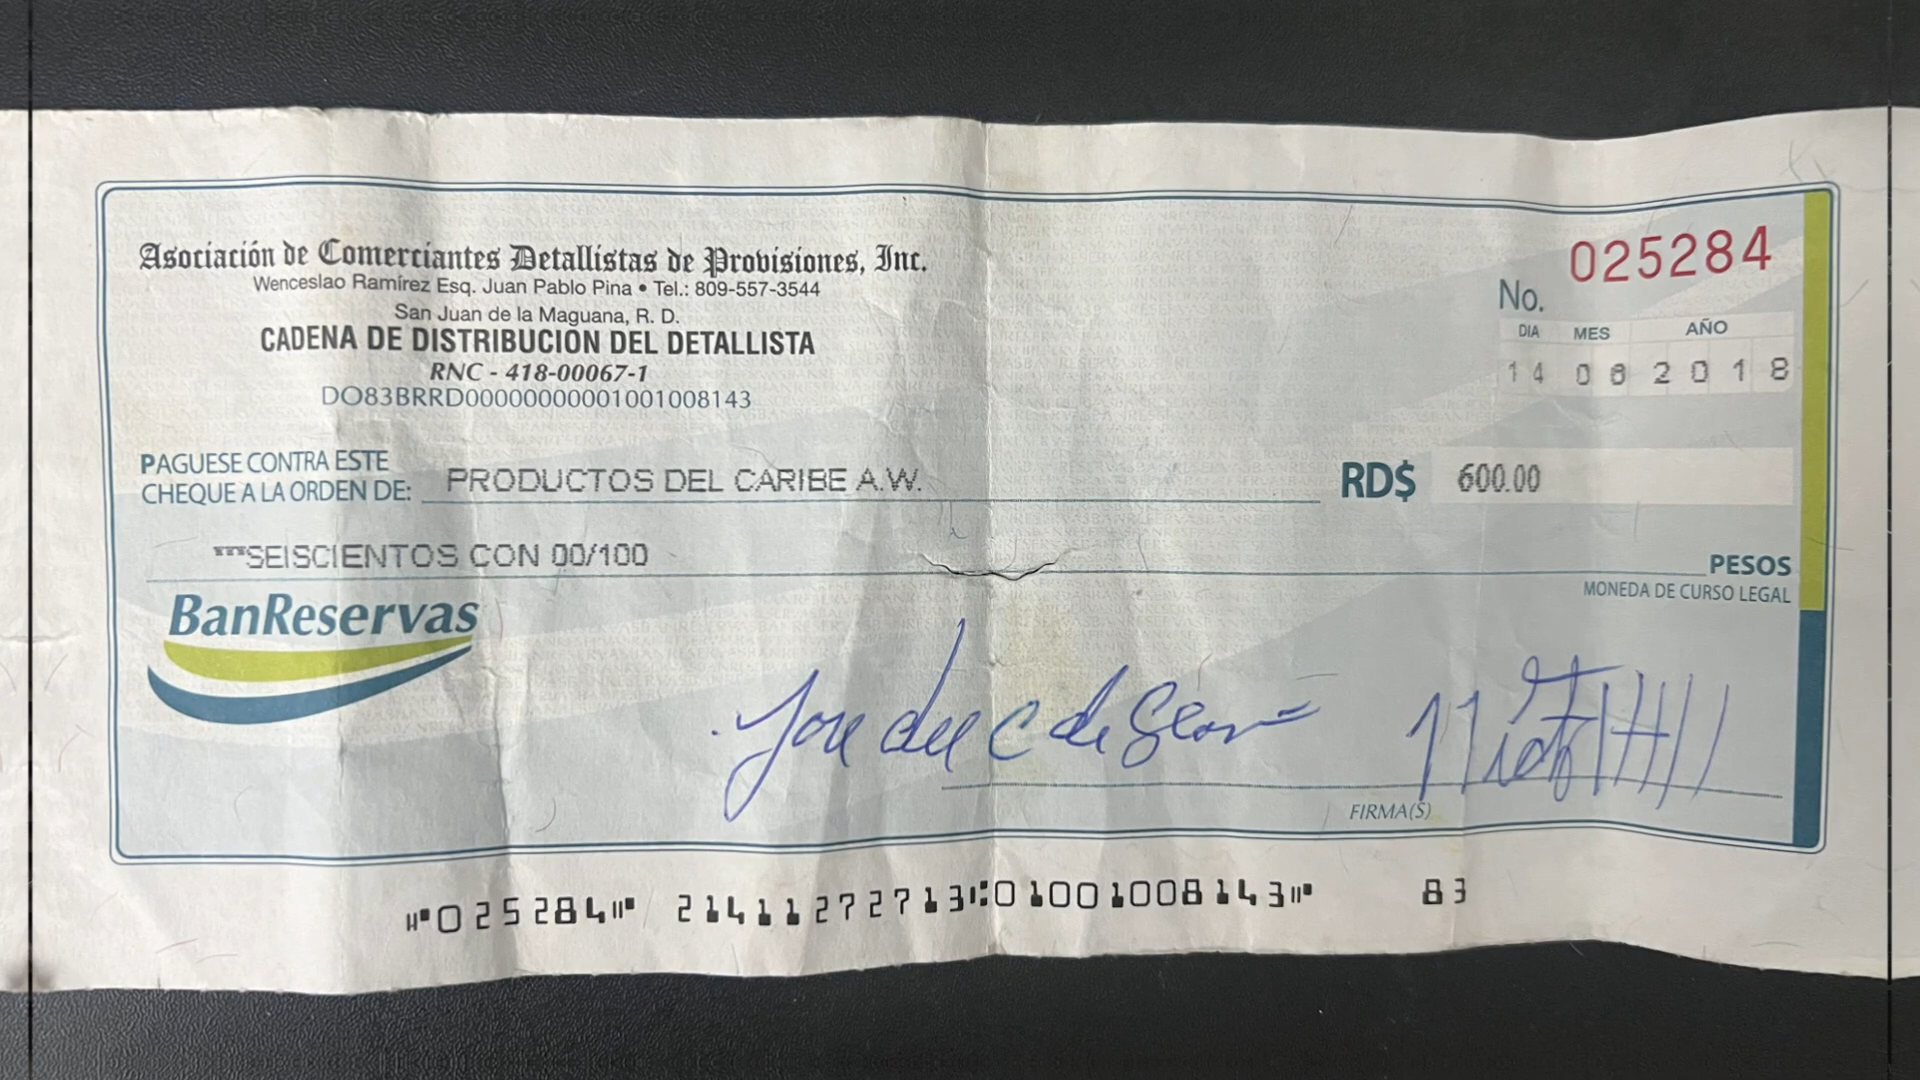 Asociación de Comerciantes Detallistas de Provisiones, Inc.
Wenceslao Ramírez Esq. Juan Pablo Pina • Tel.: 809-557-3544
San Juan de la Maguana, R. D.
CADENA DE DISTRIBUCION DEL DETALLISTA
RNC - 418-00067-1
DO83BRRD00000000001001008143
No. 025284
DIA MES AÑO
14 06 2018
PAGUESE CONTRA ESTE
CHEQUE A LA ORDEN DE: PRODUCTOS DEL CARIBE A.W. RD$ 600.00
***SEISCIENTOS CON 00/100
PESOS
MONEDA DE CURSO LEGAL
BanReservas
FIRMA(S)
⑈025284⑈ 21411272713⑆01001008143⑈ 83